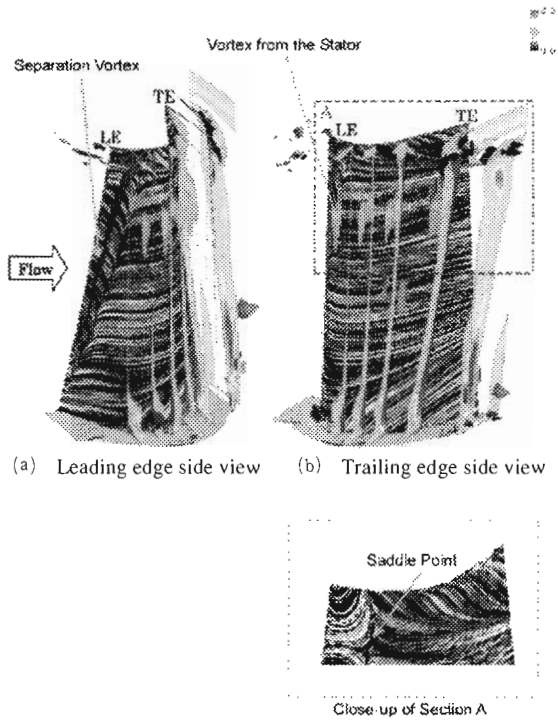 Vortex from the Stator
Separation Vortex
TE
LE
A
TE
LE
Flow
(a) Leading edge side view
(b) Trailing edge side view
Saddle Point
Close-up of Section A